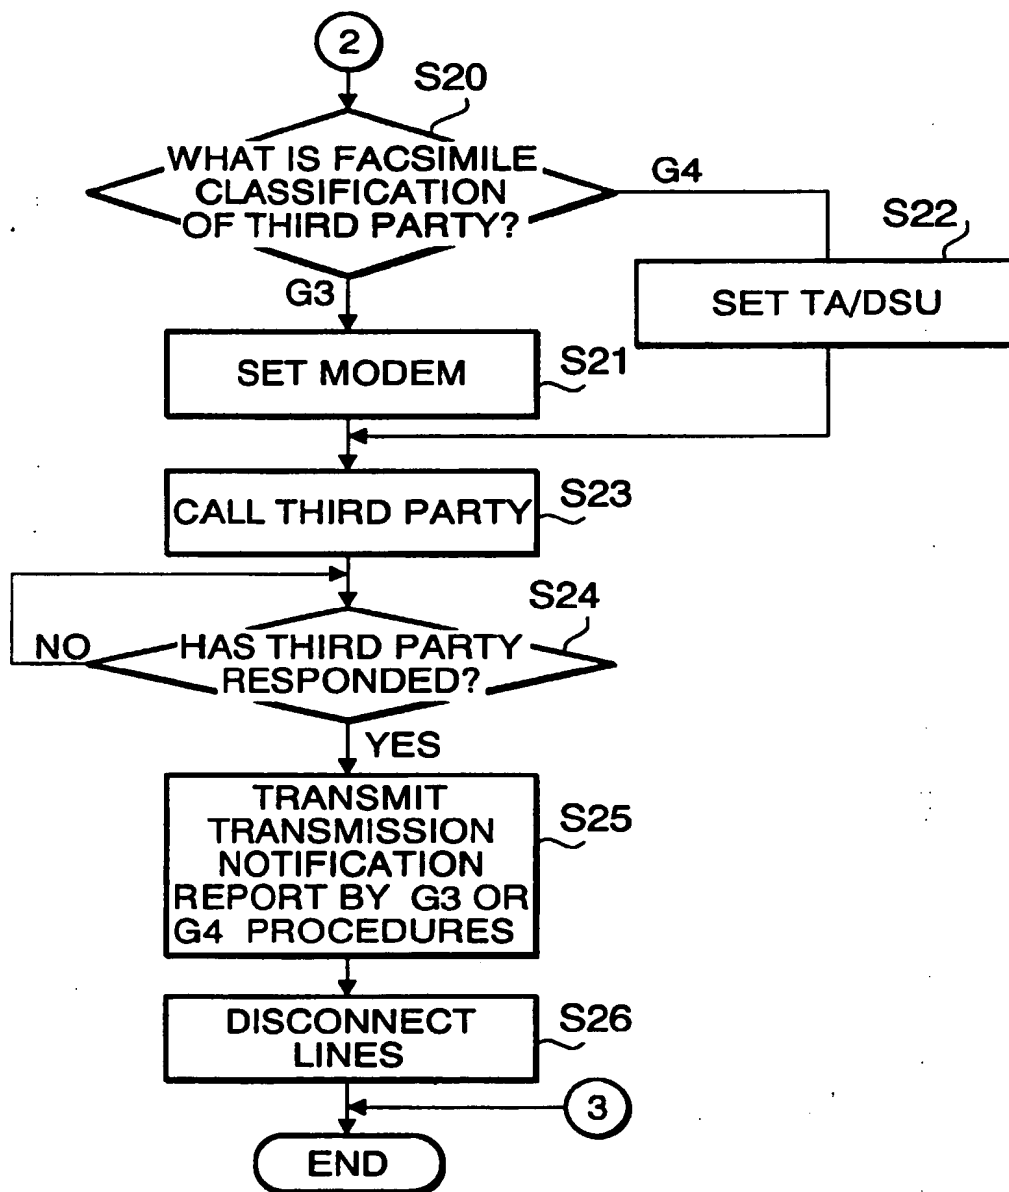 2
S20
WHAT IS FACSIMILE
CLASSIFICATION
OF THIRD PARTY?
G4
S22
SET TA/DSU
G3
SET MODEM
S21
CALL THIRD PARTY
S23
S24
NO
HAS THIRD PARTY
RESPONDED?
YES
TRANSMIT
TRANSMISSION
NOTIFICATION
REPORT BY G3 OR
G4 PROCEDURES
S25
DISCONNECT
LINES
S26
3
END